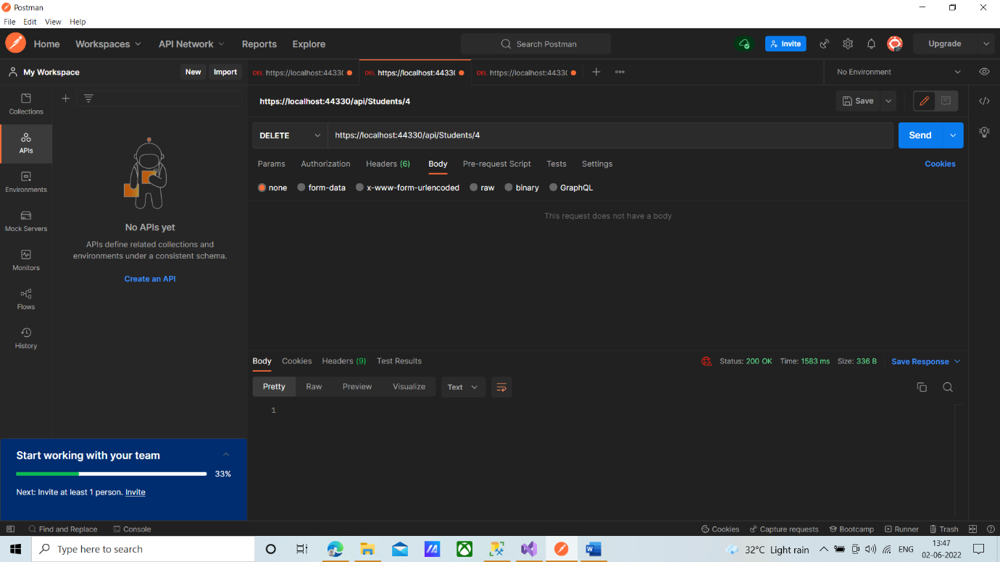 Postman
File Edit View Help
Home Workspaces API Network Reports Explore Search Postman Invite Upgrade
My Workspace New Import DEL https://localhost:4433( DEL https://localhost:4433( DEL https://localhost:4433( No Environment
https://localhost:44330/api/Students/4 Save
DELETE https://localhost:44330/api/Students/4 Send
Params Authorization Headers (6) Body Pre-request Script Tests Settings Cookies
none form-data x-www-form-urlencoded raw binary GraphQL
This request does not have a body
Collections
APIs
Environments
Mock Servers
Monitors
Flows
History
No APIs yet
APIs define related collections and
environments under a consistent schema.
Create an API
Body Cookies Headers (9) Test Results Status: 200 OK Time: 1583 ms Size: 336 B Save Response
Pretty Raw Preview Visualize Text
1
Start working with your team
33%
Next: Invite at least 1 person. Invite
Find and Replace Console Cookies Capture requests Bootcamp Runner Trash
Type here to search 32°C Light rain ENG 13:47
02-06-2022